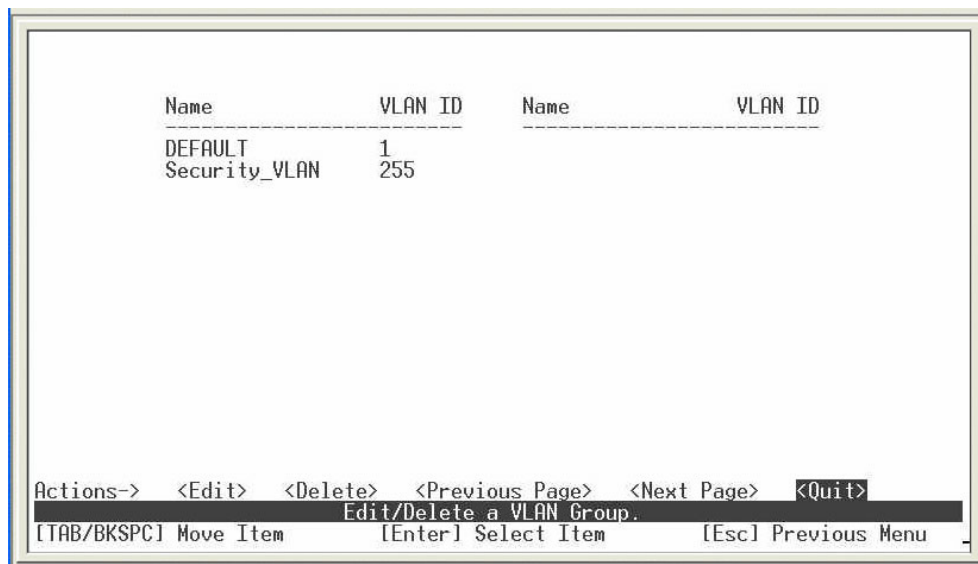 Name VLAN ID Name VLAN ID
------------------------- -------------------------
DEFAULT 1
Security_VLAN 255
Actions-> <Edit> <Delete> <Previous Page> <Next Page> <Quit>
Edit/Delete a VLAN Group.
[TAB/BKSPC] Move Item [Enter] Select Item [Esc] Previous Menu